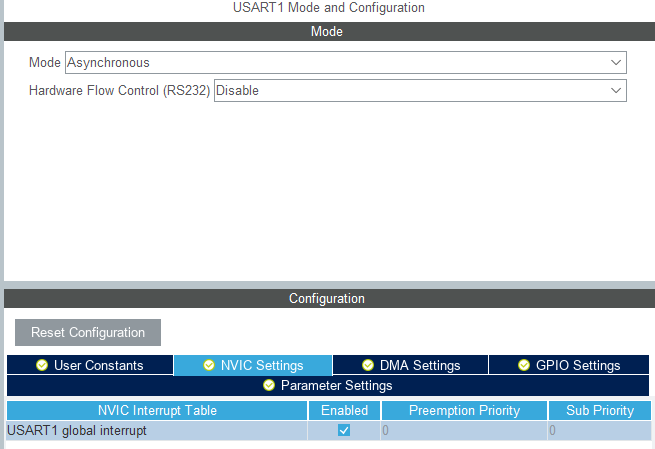 USART1 Mode and Configuration
Mode
Mode Asynchronous
Hardware Flow Control (RS232) Disable
Configuration
Reset Configuration
User Constants NVIC Settings DMA Settings GPIO Settings
Parameter Settings
NVIC Interrupt Table Enabled Preemption Priority Sub Priority
USART1 global interrupt 0 0